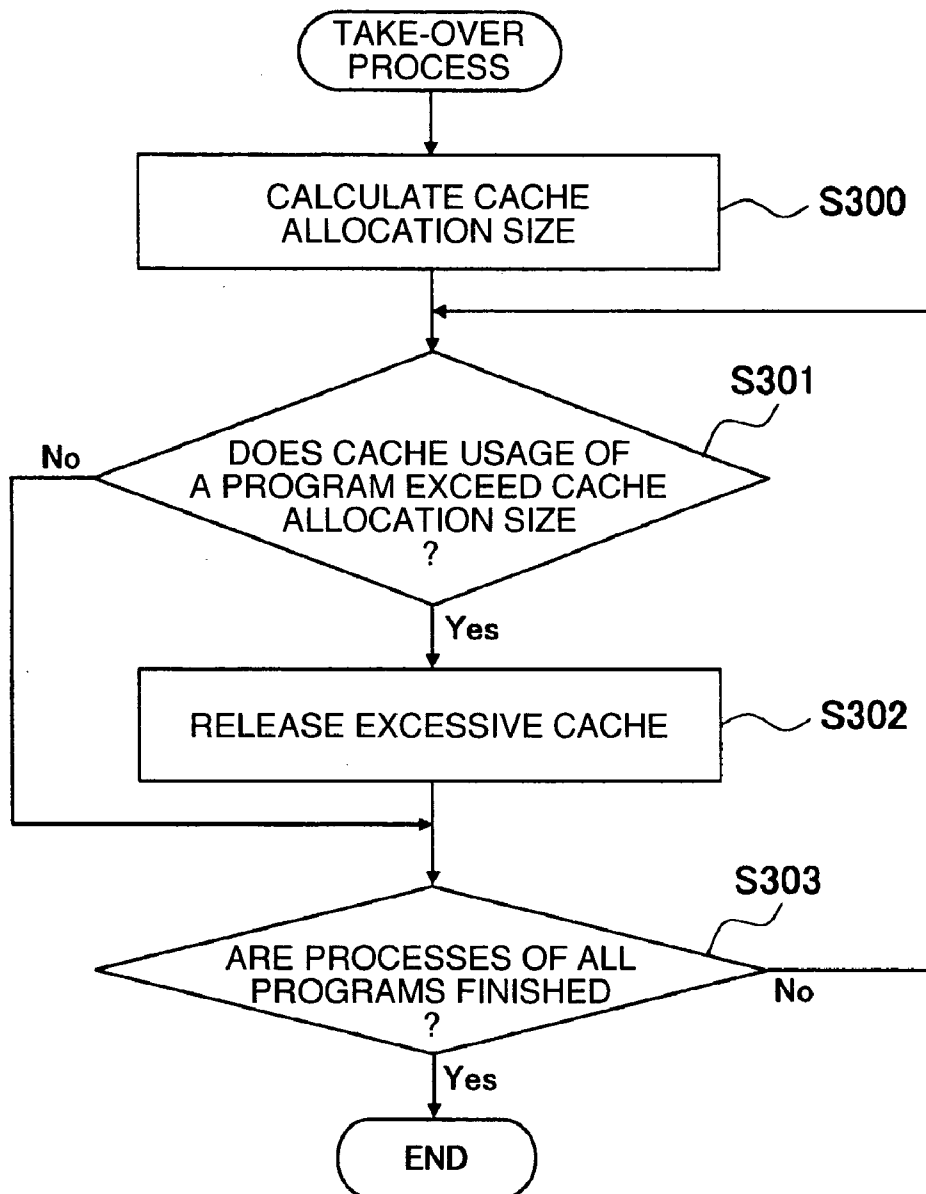 TAKE-OVER
PROCESS
CALCULATE CACHE
ALLOCATION SIZE
S300
S301
No
DOES CACHE USAGE OF
A PROGRAM EXCEED CACHE
ALLOCATION SIZE
?
Yes
RELEASE EXCESSIVE CACHE
S302
S303
ARE PROCESSES OF ALL
PROGRAMS FINISHED
?
No
Yes
END